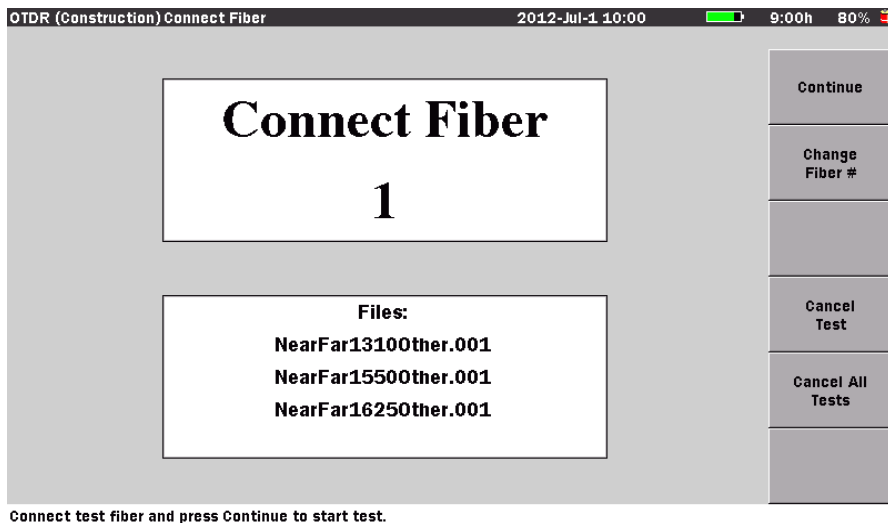 OTDR (Construction) Connect Fiber 2012-Jul-1 10:00 9:00h 80%
Connect Fiber
1
Files:
NearFar1310Other.001
NearFar1550Other.001
NearFar1625Other.001
Continue
Change
Fiber #
Cancel
Test
Cancel All
Tests
Connect test fiber and press Continue to start test.